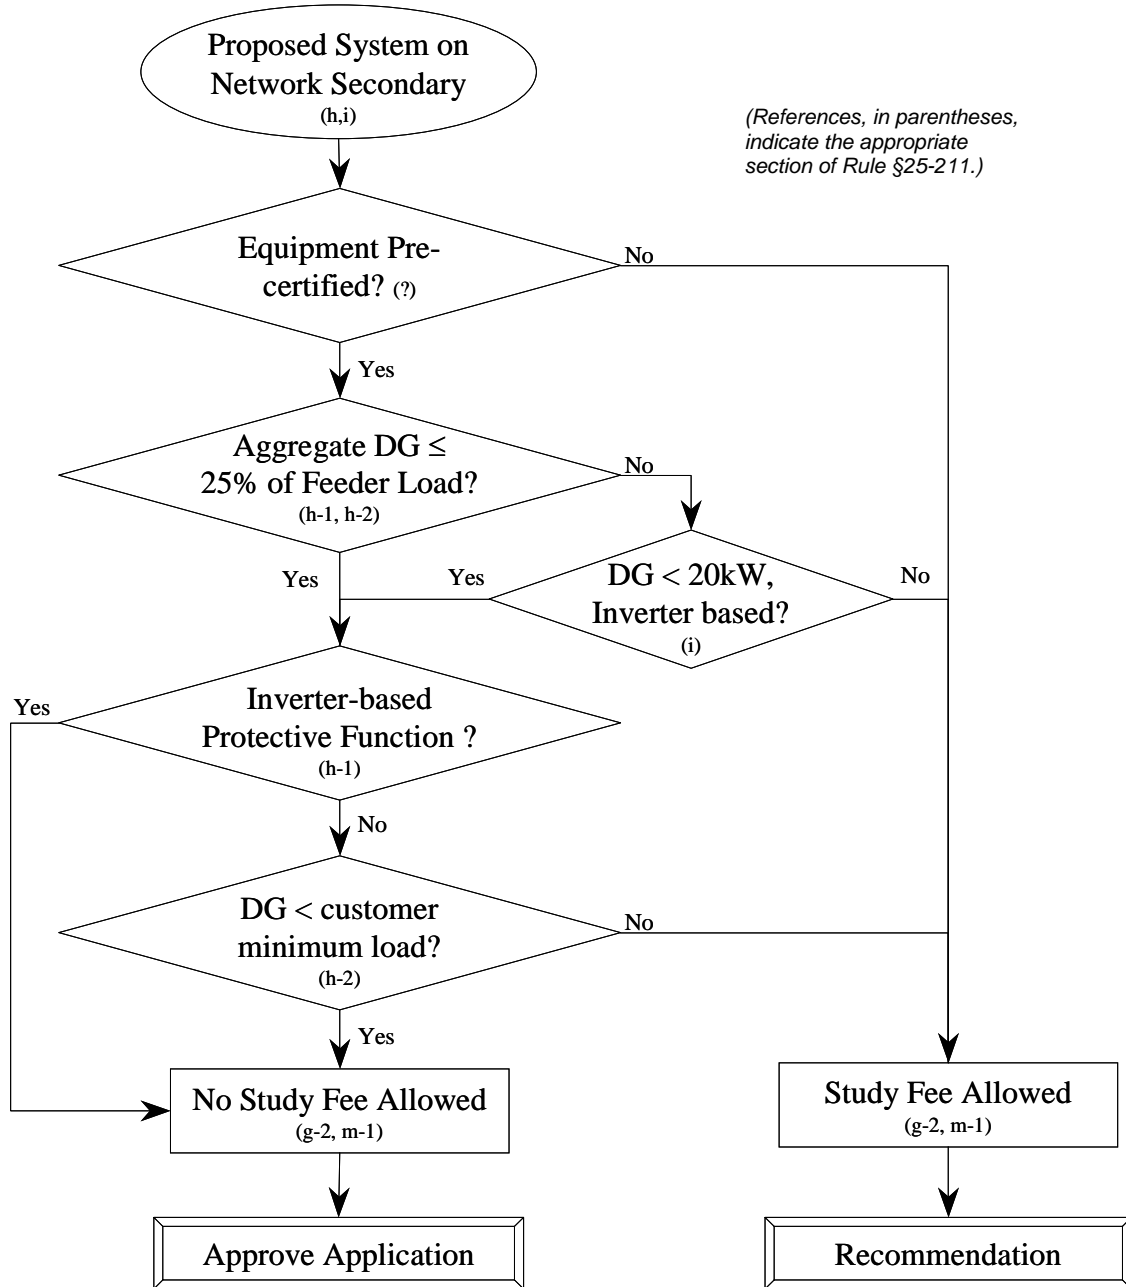 Proposed System on
Network Secondary
(h,i)
(References, in parentheses,
indicate the appropriate
section of Rule §25-211.)
Equipment Pre-
certified? (?)
No
Yes
Aggregate DG ≤
25% of Feeder Load?
(h-1, h-2)
No
Yes
Yes
DG < 20kW,
Inverter based?
(i)
No
Yes
Inverter-based
Protective Function ?
(h-1)
No
DG < customer
minimum load?
(h-2)
No
Yes
No Study Fee Allowed
(g-2, m-1)
Study Fee Allowed
(g-2, m-1)
Approve Application
Recommendation